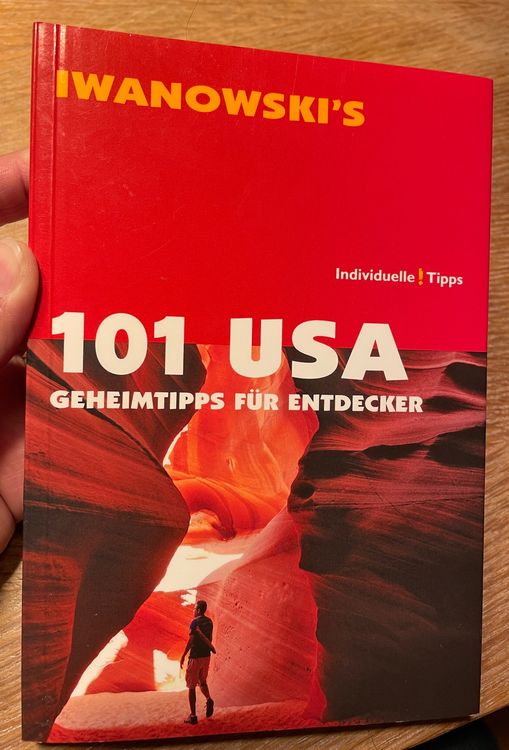 IWANOWSKI'S
Individuelle! Tipps
101 USA
GEHEIMTIPPS FÜR ENTDECKER